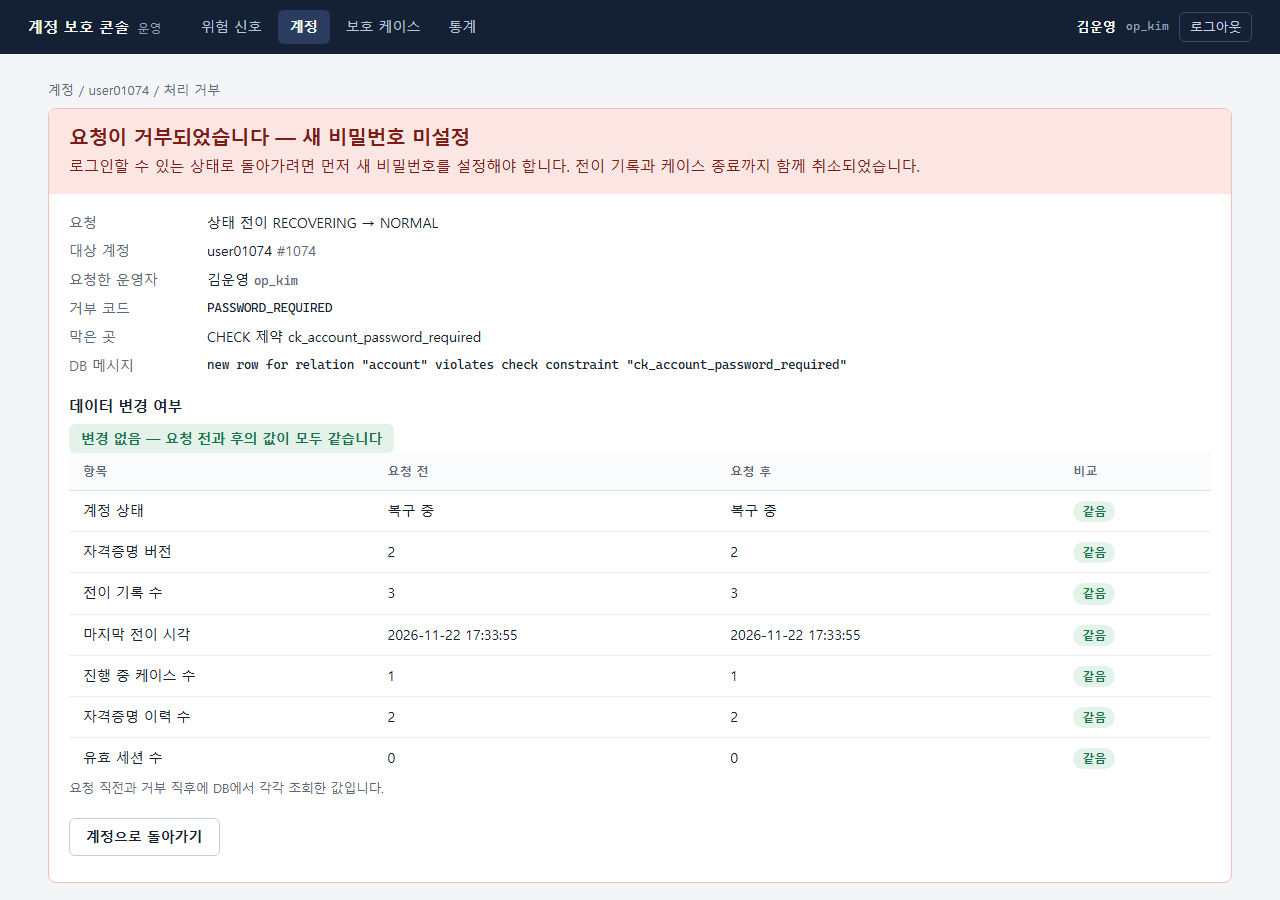 계정 보호 콘솔 운영 위험 신호 계정 보호 케이스 통계 김운영 op_kim 로그아웃
계정 / user01074 / 처리 거부
요청이 거부되었습니다 — 새 비밀번호 미설정
로그인할 수 있는 상태로 돌아가려면 먼저 새 비밀번호를 설정해야 합니다. 전이 기록과 케이스 종료까지 함께 취소되었습니다.
요청 상태 전이 RECOVERING → NORMAL
대상 계정 user01074 #1074
요청한 운영자 김운영 op_kim
거부 코드 PASSWORD_REQUIRED
막은 곳 CHECK 제약 ck_account_password_required
DB 메시지 new row for relation "account" violates check constraint "ck_account_password_required"
데이터 변경 여부
변경 없음 — 요청 전과 후의 값이 모두 같습니다
항목 요청 전 요청 후 비교
계정 상태 복구 중 복구 중 같음
자격증명 버전 2 2 같음
전이 기록 수 3 3 같음
마지막 전이 시각 2026-11-22 17:33:55 2026-11-22 17:33:55 같음
진행 중 케이스 수 1 1 같음
자격증명 이력 수 2 2 같음
유효 세션 수 0 0 같음
요청 직전과 거부 직후에 DB에서 각각 조회한 값입니다.
계정으로 돌아가기